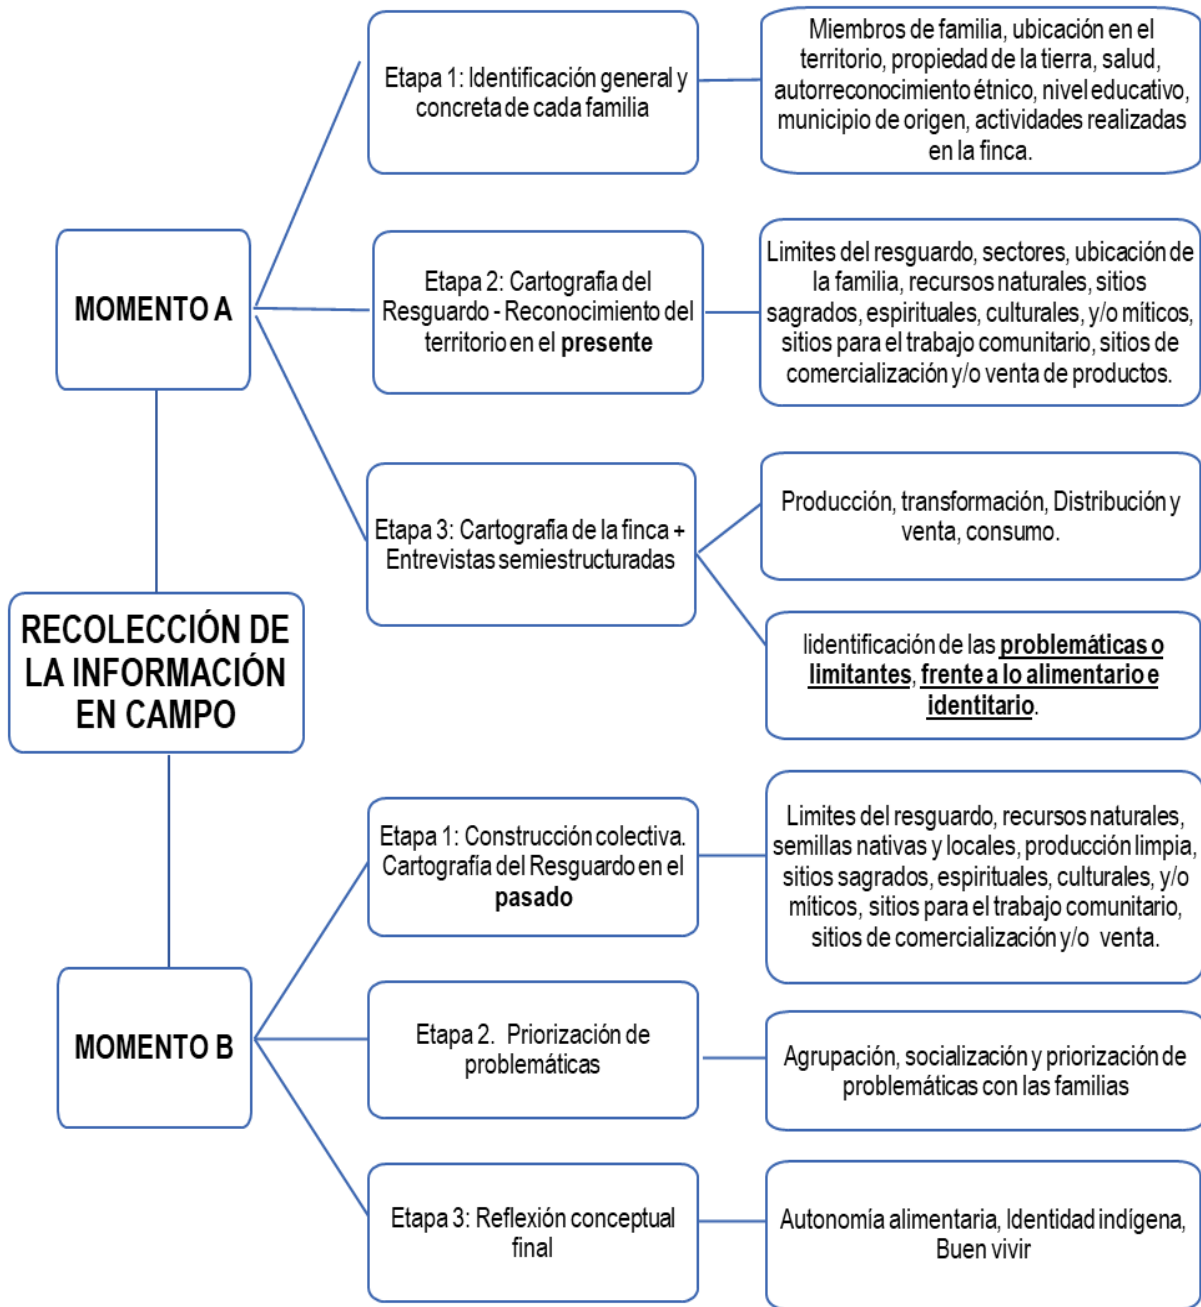 RECOLECCIÓN DE
LA INFORMACIÓN
EN CAMPO
MOMENTO A
Etapa 1: Identificación general y
concreta de cada familia
Miembros de familia, ubicación en el
territorio, propiedad de la tierra, salud,
autorreconocimiento étnico, nivel educativo,
municipio de origen, actividades realizadas
en la finca.
Etapa 2: Cartografía del
Resguardo - Reconocimiento del
territorio en el presente
Limites del resguardo, sectores, ubicación de
la familia, recursos naturales, sitios
sagrados, espirituales, culturales, y/o míticos,
sitios para el trabajo comunitario, sitios de
comercialización y/o venta de productos.
Etapa 3: Cartografía de la finca +
Entrevistas semiestructuradas
Producción, transformación, Distribución y
venta, consumo.
Iidentificación de las problemáticas o
limitantes, frente a lo alimentario e
identitario.
MOMENTO B
Etapa 1: Construcción colectiva.
Cartografía del Resguardo en el
pasado
Limites del resguardo, recursos naturales,
semillas nativas y locales, producción limpia,
sitios sagrados, espirituales, culturales, y/o
míticos, sitios para el trabajo comunitario,
sitios de comercialización y/o venta.
Etapa 2. Priorización de
problemáticas
Agrupación, socialización y priorización de
problemáticas con las familias
Etapa 3: Reflexión conceptual
final
Autonomía alimentaria, Identidad indígena,
Buen vivir